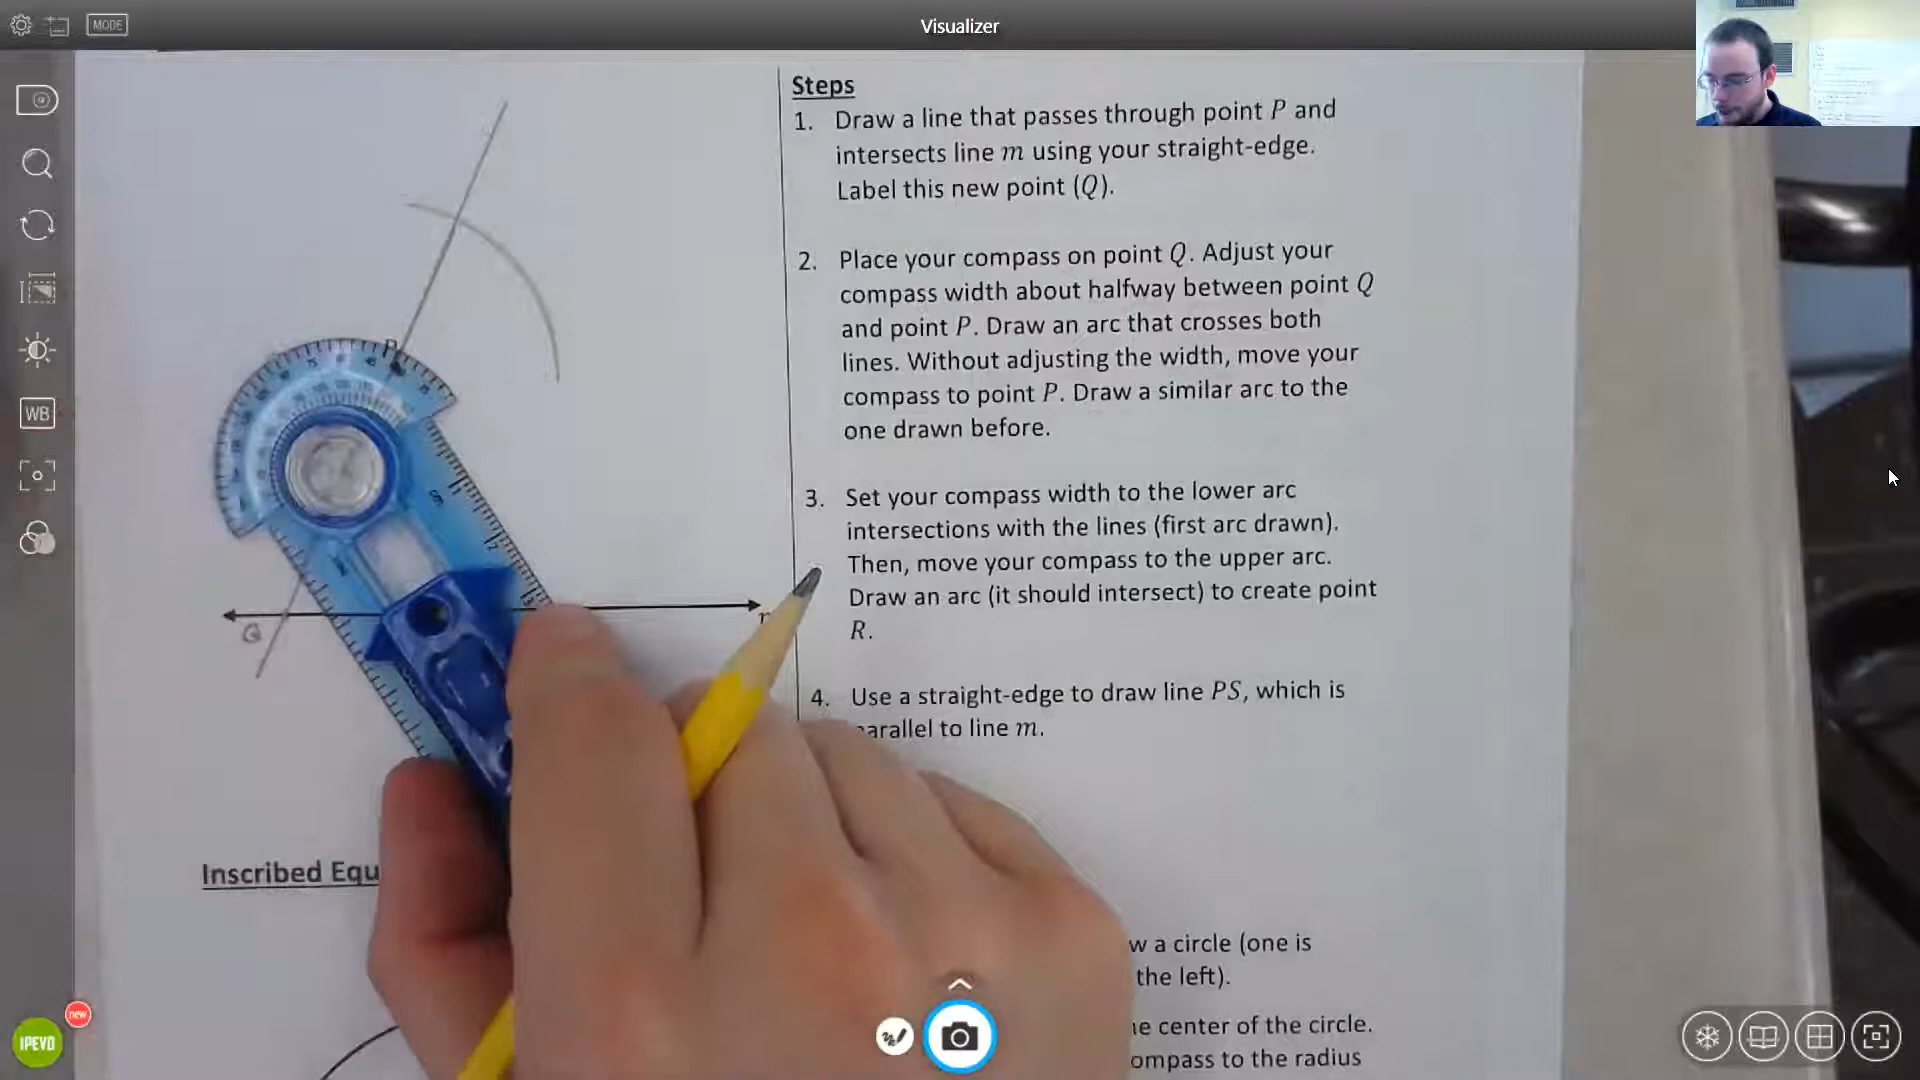 MODE
Visualizer
Steps
1. Draw a line that passes through point P and
intersects line m using your straight-edge.
Label this new point (Q).
2. Place your compass on point Q. Adjust your
compass width about halfway between point Q
and point P. Draw an arc that crosses both
lines. Without adjusting the width, move your
compass to point P. Draw a similar arc to the
one drawn before.
3. Set your compass width to the lower arc
intersections with the lines (first arc drawn).
Then, move your compass to the upper arc.
Draw an arc (it should intersect) to create point
R.
4. Use a straight-edge to draw line PS, which is
parallel to line m.
P
Q
WB
Inscribed Equ
w a circle (one is
the left).
e center of the circle.
ompass to the radius
new
IPEVO